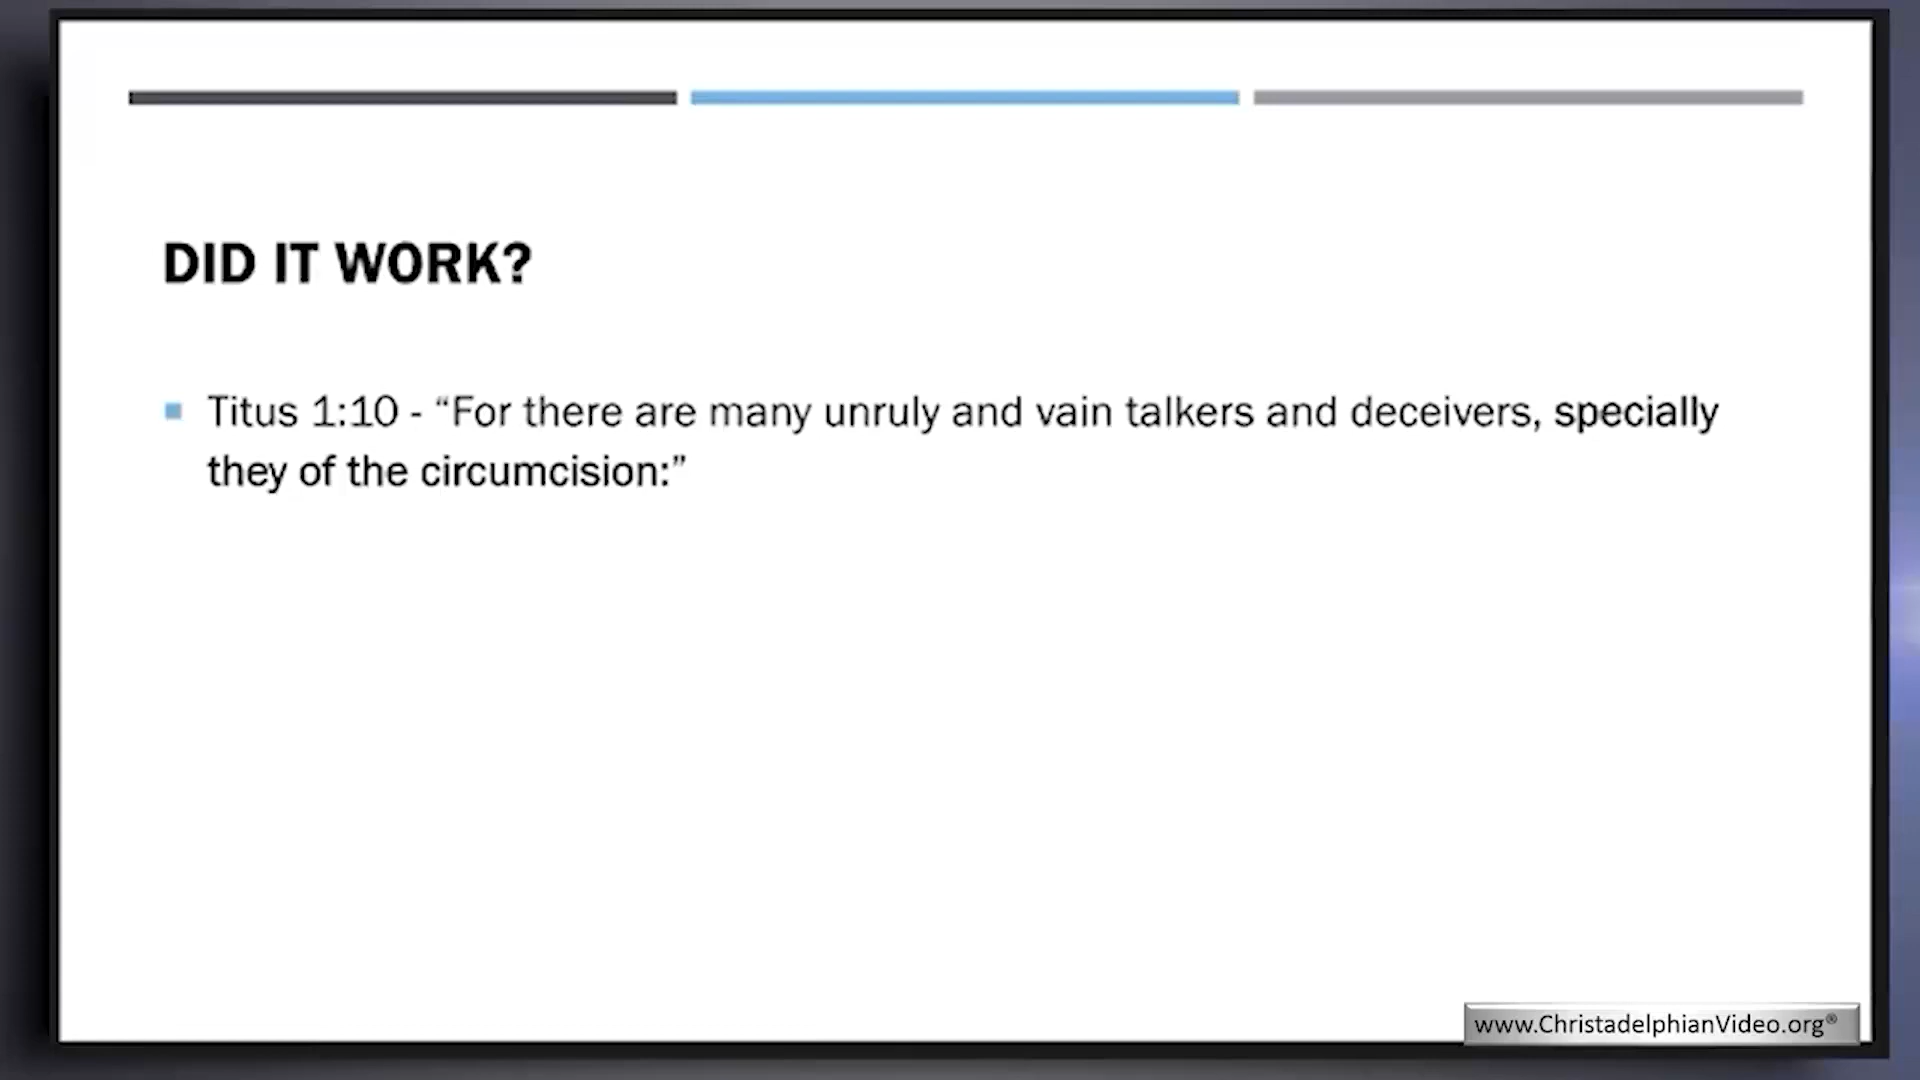 DID IT WORK?
Titus 1:10 - “For there are many unruly and vain talkers and deceivers, specially
they of the circumcision:”
www.ChristadelphianVideo.org®